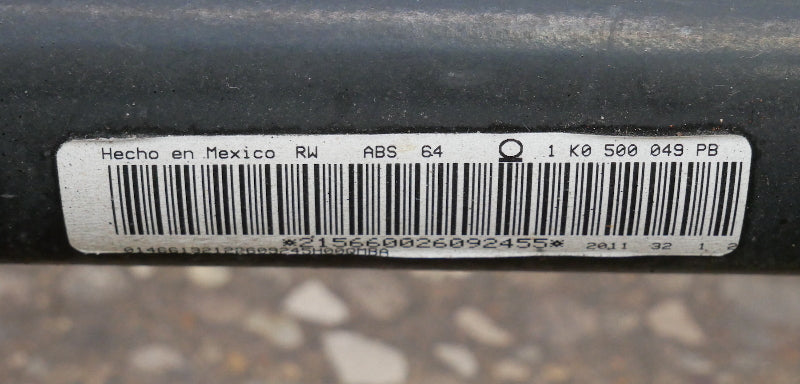 Hecho en Mexico RW ABS 64 O 1 K0 500 049 PB
*215660026092455* 2011 32 1 2